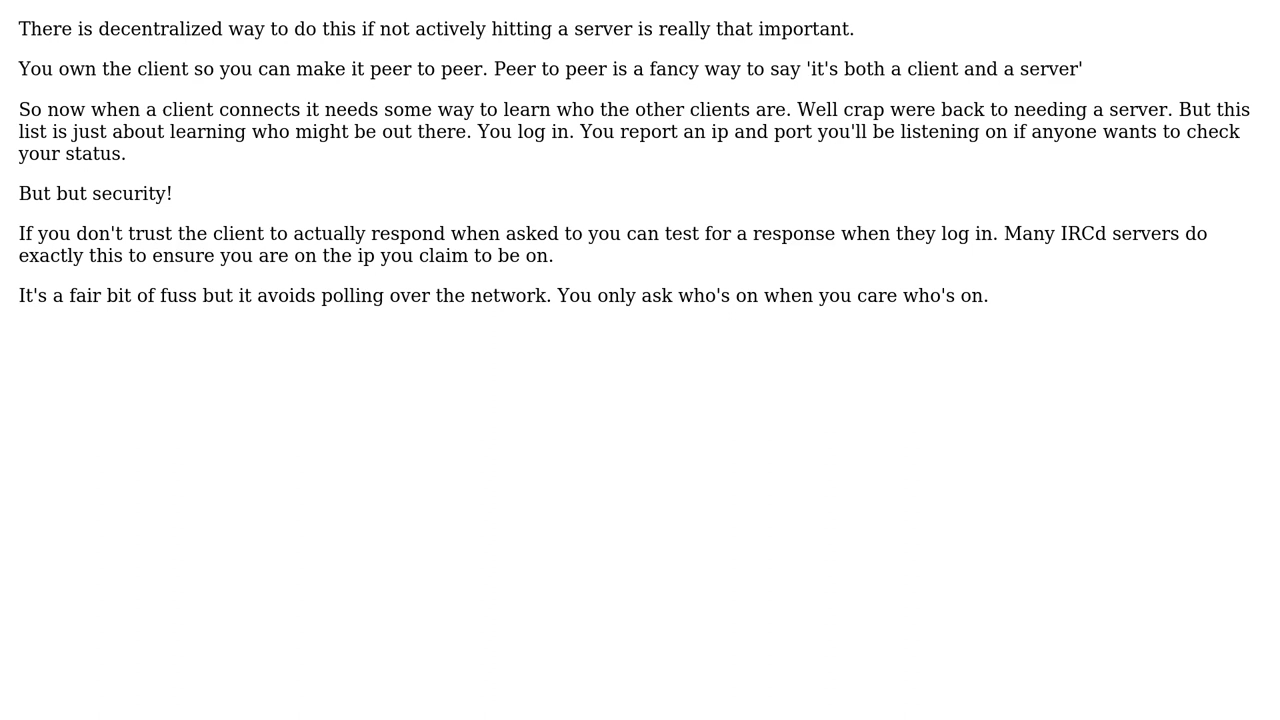 There is decentralized way to do this if not actively hitting a server is really that important.
You own the client so you can make it peer to peer. Peer to peer is a fancy way to say 'it's both a client and a server'
So now when a client connects it needs some way to learn who the other clients are. Well crap were back to needing a server. But this
list is just about learning who might be out there. You log in. You report an ip and port you'll be listening on if anyone wants to check
your status.
But but security!
If you don't trust the client to actually respond when asked to you can test for a response when they log in. Many IRCd servers do
exactly this to ensure you are on the ip you claim to be on.
It's a fair bit of fuss but it avoids polling over the network. You only ask who's on when you care who's on.